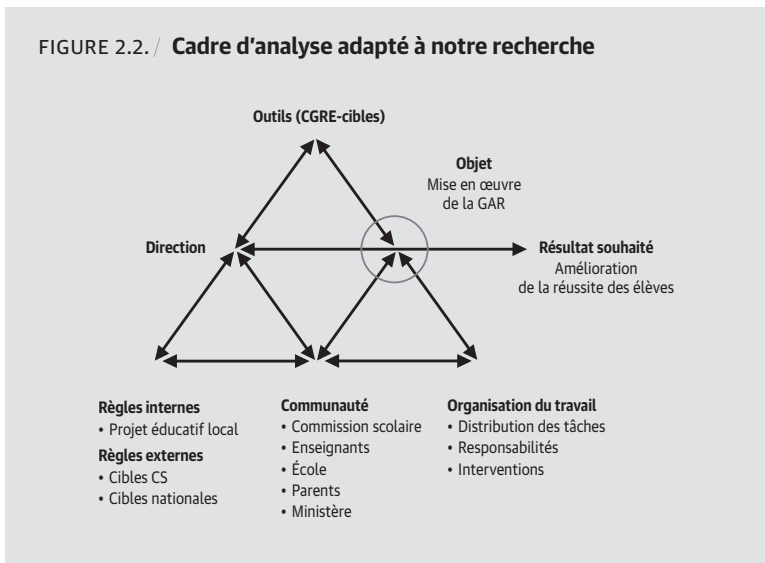 FIGURE 2.2. / Cadre d'analyse adapté à notre recherche
Outils (CGRE-cibles)
Objet
Mise en œuvre
de la GAR
Direction
Résultat souhaité
Amélioration
de la réussite des élèves
Règles internes
• Projet éducatif local
Règles externes
• Cibles CS
• Cibles nationales
Communauté
• Commission scolaire
• Enseignants
• École
• Parents
• Ministère
Organisation du travail
• Distribution des tâches
• Responsabilités
• Interventions